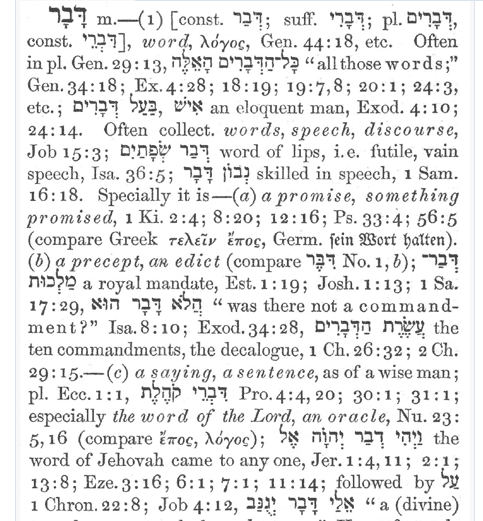 דָּבָר m.—(1) [const. דְּבַר; suff. דְּבָרִי; pl. דְּבָרִים,
const. דִּבְרֵי], word, λόγος, Gen. 44:18, etc. Often
in pl. Gen. 29:13, כָּל־הַדְּבָרִים הָאֵלֶּה “all those words;”
Gen. 34:18; Ex. 4:28; 18:19; 19:7,8; 20:1; 24:3,
etc.; אִישׁ, בַּעַל דְּבָרִים an eloquent man, Exod. 4:10;
24:14. Often collect. words, speech, discourse,
Job 15:3; דְּבַר שְׂפָתַיִם word of lips, i.e. futile, vain
speech, Isa. 36:5; נְבוֹן דָּבָר skilled in speech, 1 Sam.
16:18. Specially it is—(a) a promise, something
promised, 1 Ki. 2:4; 8:20; 12:16; Ps. 33:4; 56:5
(compare Greek τελεῖν ἔπος, Germ. sein Wort halten).
(b) a precept, an edict (compare דִּבֶּר No. 1, b); דְּבַר־
מַלְכוּת a royal mandate, Est. 1:19; Josh. 1:13; 1 Sa.
17:29, הֲלֹא דָּבָר הוּא “was there not a command-
ment?” Isa. 8:10; Exod. 34:28, עֲשֶׂרֶת הַדְּבָרִים the
ten commandments, the decalogue, 1 Ch. 26:32; 2 Ch.
29:15.—(c) a saying, a sentence, as of a wise man;
pl. Ecc. 1:1, דִּבְרֵי קֹהֶלֶת Pro. 4:4, 20; 30:1; 31:1;
especially the word of the Lord, an oracle, Nu. 23:
5,16 (compare ἔπος, λόγος); וַיְהִי דְבַר יְהוָֹה אֶל the
word of Jehovah came to any one, Jer. 1:4, 11; 2:1;
13:8; Eze. 3:16; 6:1; 7:1; 11:14; followed by עַל
1 Chron. 22:8; Job 4:12, אֵלַי דָּבָר יְגֻנָּב “a (divine)